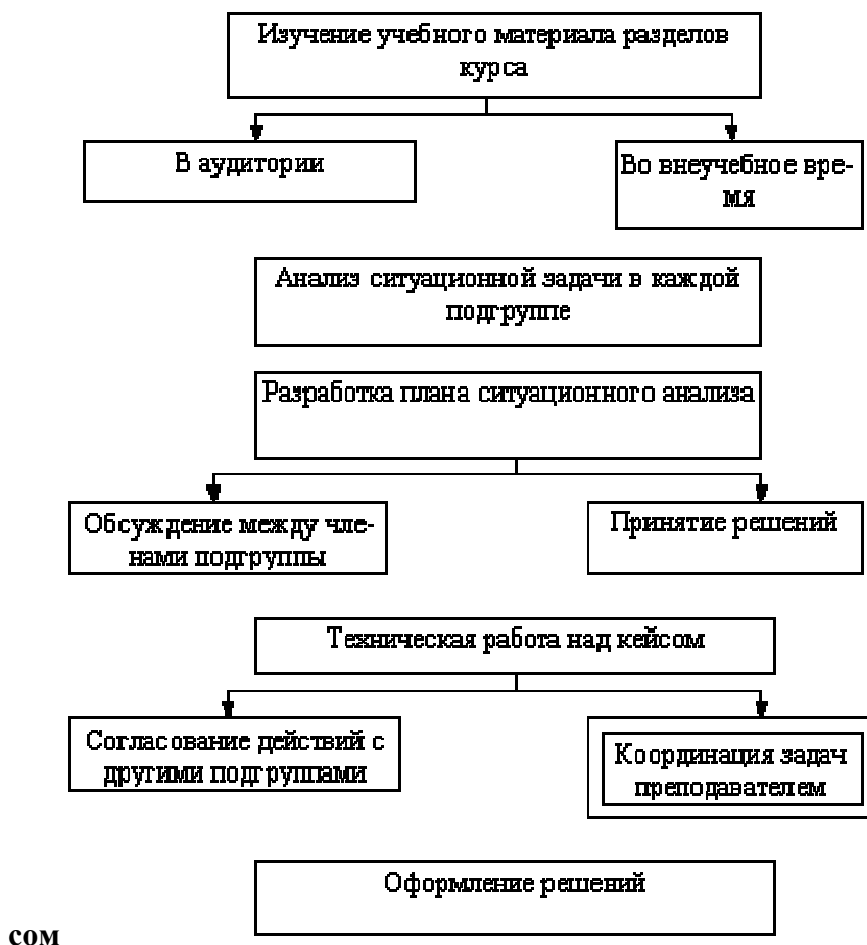 Изучение учебного материала разделов
курса
В аудитории
Во внеучебное вре-
мя
Анализ ситуационной задачи в каждой
подгруппе
Разработка плана ситуационного анализа
Обсуждение между чле-
нами подгруппы
Принятие решений
Техническая работа над кейсом
Согласование действий с
другими подгруппами
Координация задач
преподавателем
Оформление решений
сом